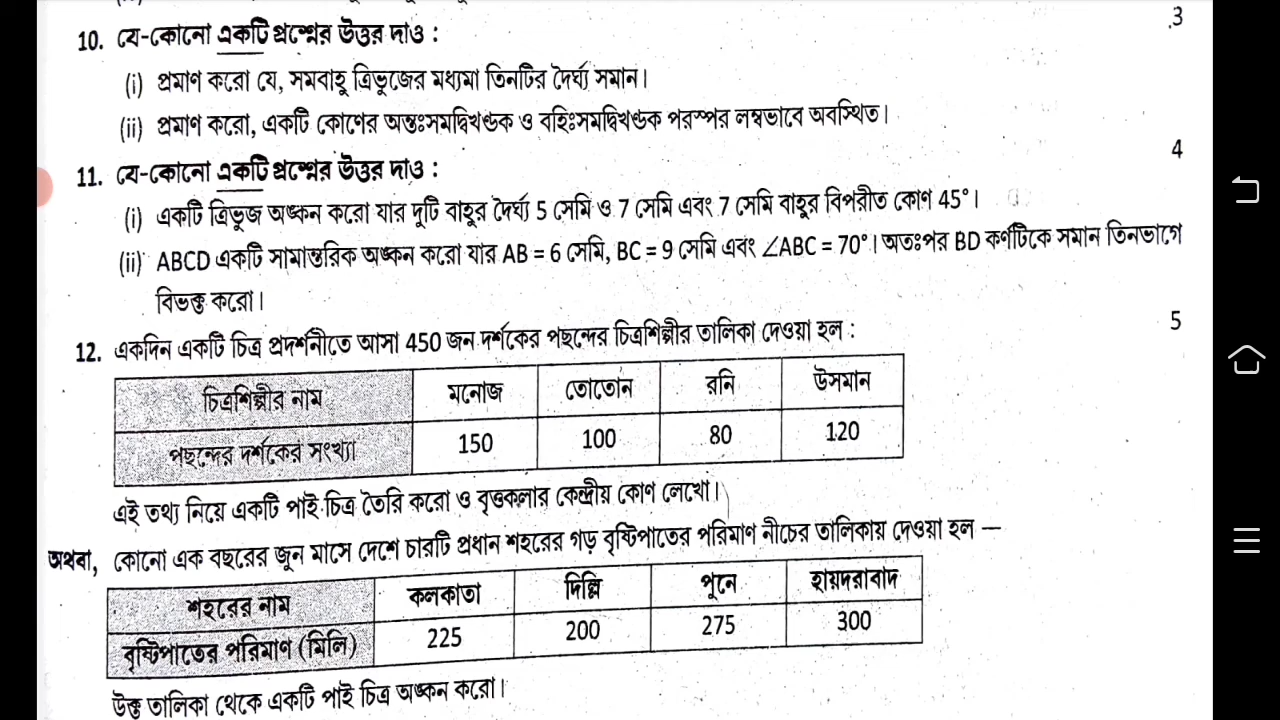 10. যে-কোনো একটি প্রশ্নের উত্তর দাও : 3
(i) প্রমাণ করো যে, সমবাহু ত্রিভুজের মধ্যমা তিনটির দৈর্ঘ্য সমান।
(ii) প্রমাণ করো, একটি কোণের অন্তঃসমদ্বিখণ্ডক ও বহিঃসমদ্বিখণ্ডক পরস্পর লম্বভাবে অবস্থিত।
11. যে-কোনো একটি প্রশ্নের উত্তর দাও : 4
(i) একটি ত্রিভুজ অঙ্কন করো যার দুটি বাহুর দৈর্ঘ্য 5 সেমি ও 7 সেমি এবং 7 সেমি বাহুর বিপরীত কোণ 45°।
(ii) ABCD একটি সামান্তরিক অঙ্কন করো যার AB = 6 সেমি, BC = 9 সেমি এবং ∠ABC = 70°। অতঃপর BD কর্ণটিকে সমান তিনভাগে
বিভক্ত করো।
12. একদিন একটি চিত্র প্রদর্শনীতে আসা 450 জন দর্শকের পছন্দের চিত্রশিল্পীর তালিকা দেওয়া হল : 5
চিত্রশিল্পীর নাম মনোজ তোতোন রনি উসমান
পছন্দের দর্শকের সংখ্যা 150 100 80 120
এই তথ্য নিয়ে একটি পাই চিত্র তৈরি করো ও বৃত্তকলার কেন্দ্রীয় কোণ লেখো।
অথবা, কোনো এক বছরের জুন মাসে দেশে চারটি প্রধান শহরের গড় বৃষ্টিপাতের পরিমাণ নীচের তালিকায় দেওয়া হল —
শহরের নাম কলকাতা দিল্লি পুনে হায়দরাবাদ
বৃষ্টিপাতের পরিমাণ (মিলি) 225 200 275 300
উক্ত তালিকা থেকে একটি পাই চিত্র অঙ্কন করো।